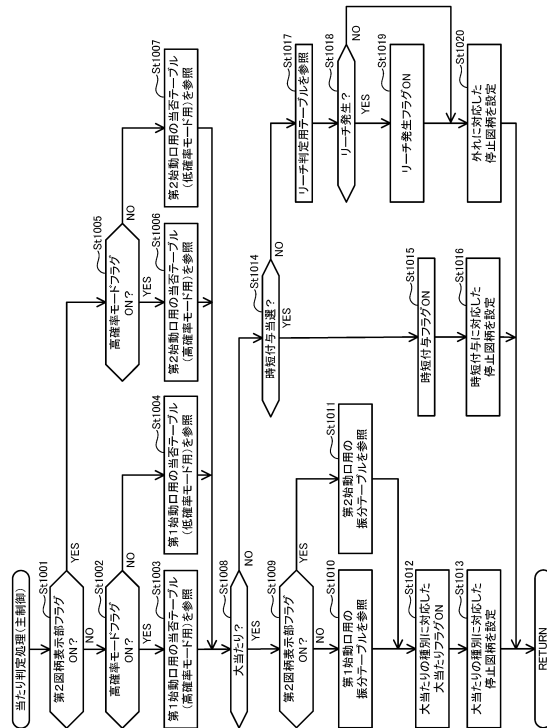 当たり判定処理(主制御)
St1001
第2図柄表示部フラグ
ON?
YES
NO
St1002
高確率モードフラグ
ON?
NO
YES
St1003
第1始動口用の当否テーブル
(高確率モード用)を参照
St1004
第1始動口用の当否テーブル
(低確率モード用)を参照
St1005
高確率モードフラグ
ON?
NO
YES
St1006
第2始動口用の当否テーブル
(高確率モード用)を参照
St1007
第2始動口用の当否テーブル
(低確率モード用)を参照
St1008
大当たり?
NO
YES
St1009
第2図柄表示部フラグ
ON?
YES
NO
St1010
第1始動口用の
振分テーブルを参照
St1011
第2始動口用の
振分テーブルを参照
St1012
大当たりの種別に対応した
大当たりフラグON
St1013
大当たりの種別に対応した
停止図柄を設定
St1014
時短付与当選?
NO
YES
St1015
時短付与フラグON
St1016
時短付与に対応した
停止図柄を設定
St1017
リーチ判定用テーブルを参照
St1018
リーチ発生?
NO
YES
St1019
リーチ発生フラグON
St1020
外れに対応した
停止図柄を設定
RETURN